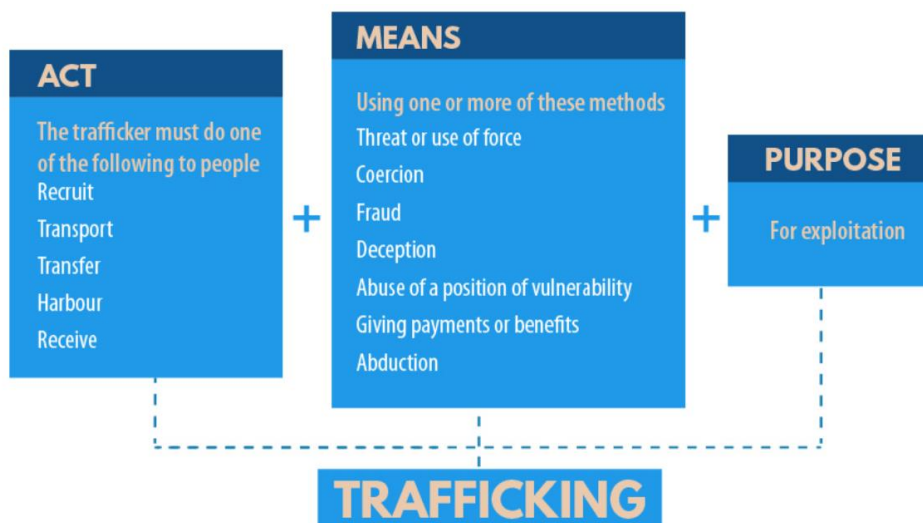 ACT
The trafficker must do one
of the following to people
Recruit
Transport
Transfer
Harbour
Receive
+
MEANS
Using one or more of these methods
Threat or use of force
Coercion
Fraud
Deception
Abuse of a position of vulnerability
Giving payments or benefits
Abduction
+
PURPOSE
For exploitation
TRAFFICKING